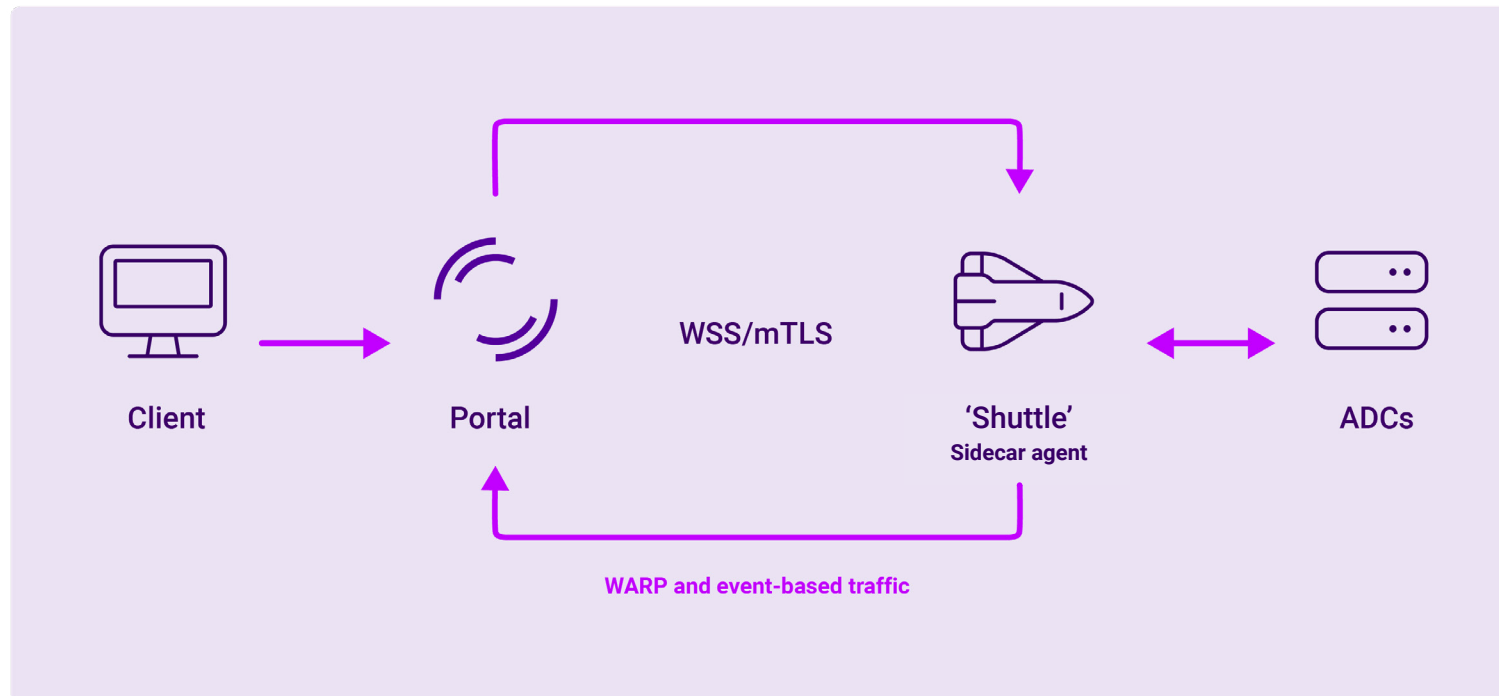 WSS/mTLS
Client
Portal
‘Shuttle’
Sidecar agent
ADCs
WARP and event-based traffic